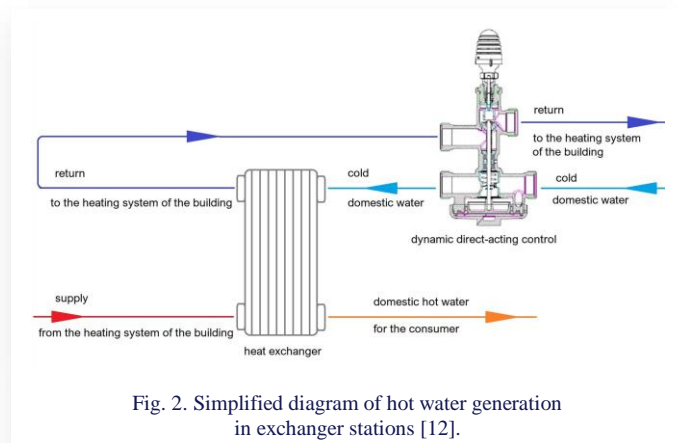 return
to the heating system
of the building
return
to the heating system of the building
cold
domestic water
cold
domestic water
dynamic direct-acting control
supply
from the heating system of the building
domestic hot water
for the consumer
heat exchanger
Fig. 2. Simplified diagram of hot water generation
in exchanger stations [12].